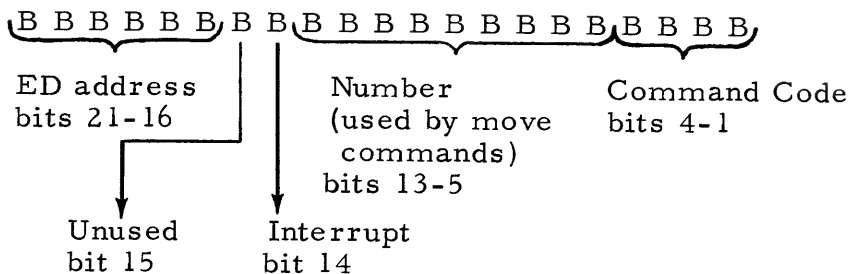 B B B B B B B B B B B B B B B B B B B B B
ED address
bits 21-16
Number
(used by move
commands)
bits 13-5
Command Code
bits 4-1
Unused
bit 15
Interrupt
bit 14